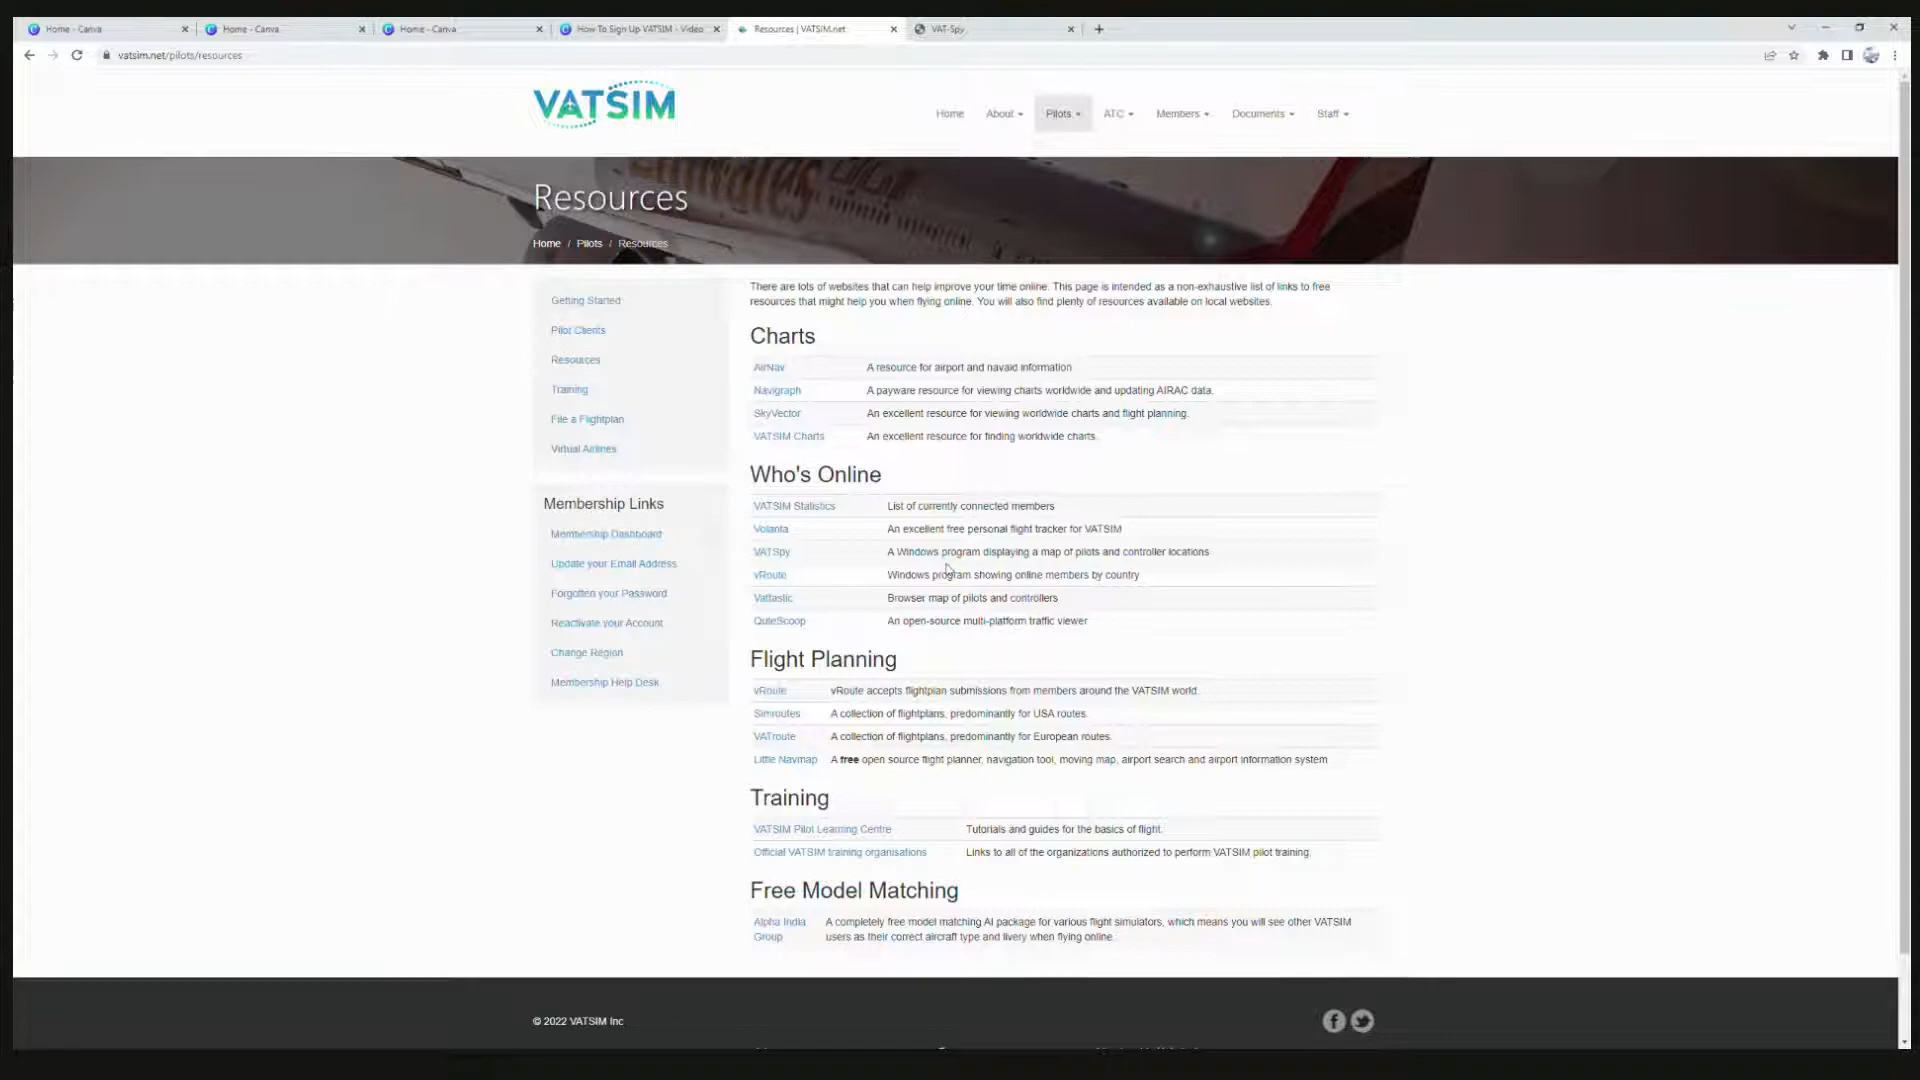 Home - Canva
Home - Canva
Home - Canva
How To Sign Up VATSIM - Video
Resources | VATSIM.net
VAT-Spy
vatsim.net/pilots/resources
VATSIM
Home
About
Pilots
ATC
Members
Documents
Staff
Resources
Home / Pilots / Resources
Getting Started
Pilot Clients
Resources
Training
File a Flightplan
Virtual Airlines
Membership Links
Membership Dashboard
Update your Email Address
Forgotten your Password
Reactivate your Account
Change Region
Membership Help Desk
There are lots of websites that can help improve your time online. This page is intended as a non-exhaustive list of links to free
resources that might help you when flying online. You will also find plenty of resources available on local websites.
Charts
AirNav A resource for airport and navaid information
Navigraph A payware resource for viewing charts worldwide and updating AIRAC data.
SkyVector An excellent resource for viewing worldwide charts and flight planning.
VATSIM Charts An excellent resource for finding worldwide charts.
Who's Online
VATSIM Statistics List of currently connected members
Volanta An excellent free personal flight tracker for VATSIM
VATSpy A Windows program displaying a map of pilots and controller locations
vRoute Windows program showing online members by country
Vattastic Browser map of pilots and controllers
QuteScoop An open-source multi-platform traffic viewer
Flight Planning
vRoute vRoute accepts flightplan submissions from members around the VATSIM world.
Simroutes A collection of flightplans, predominantly for USA routes.
VATroute A collection of flightplans, predominantly for European routes.
Little Navmap A free open source flight planner, navigation tool, moving map, airport search and airport information system
Training
VATSIM Pilot Learning Centre Tutorials and guides for the basics of flight.
Official VATSIM training organisations Links to all of the organizations authorized to perform VATSIM pilot training.
Free Model Matching
Alpha India A completely free model matching AI package for various flight simulators, which means you will see other VATSIM
Group users as their correct aircraft type and livery when flying online.
© 2022 VATSIM Inc